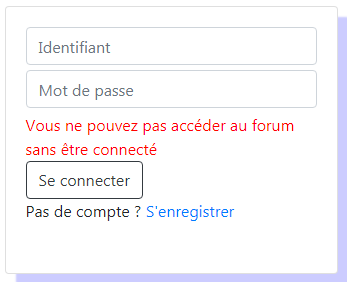 Identifiant
Mot de passe
Vous ne pouvez pas accéder au forum
sans être connecté
Se connecter
Pas de compte ? S'enregistrer